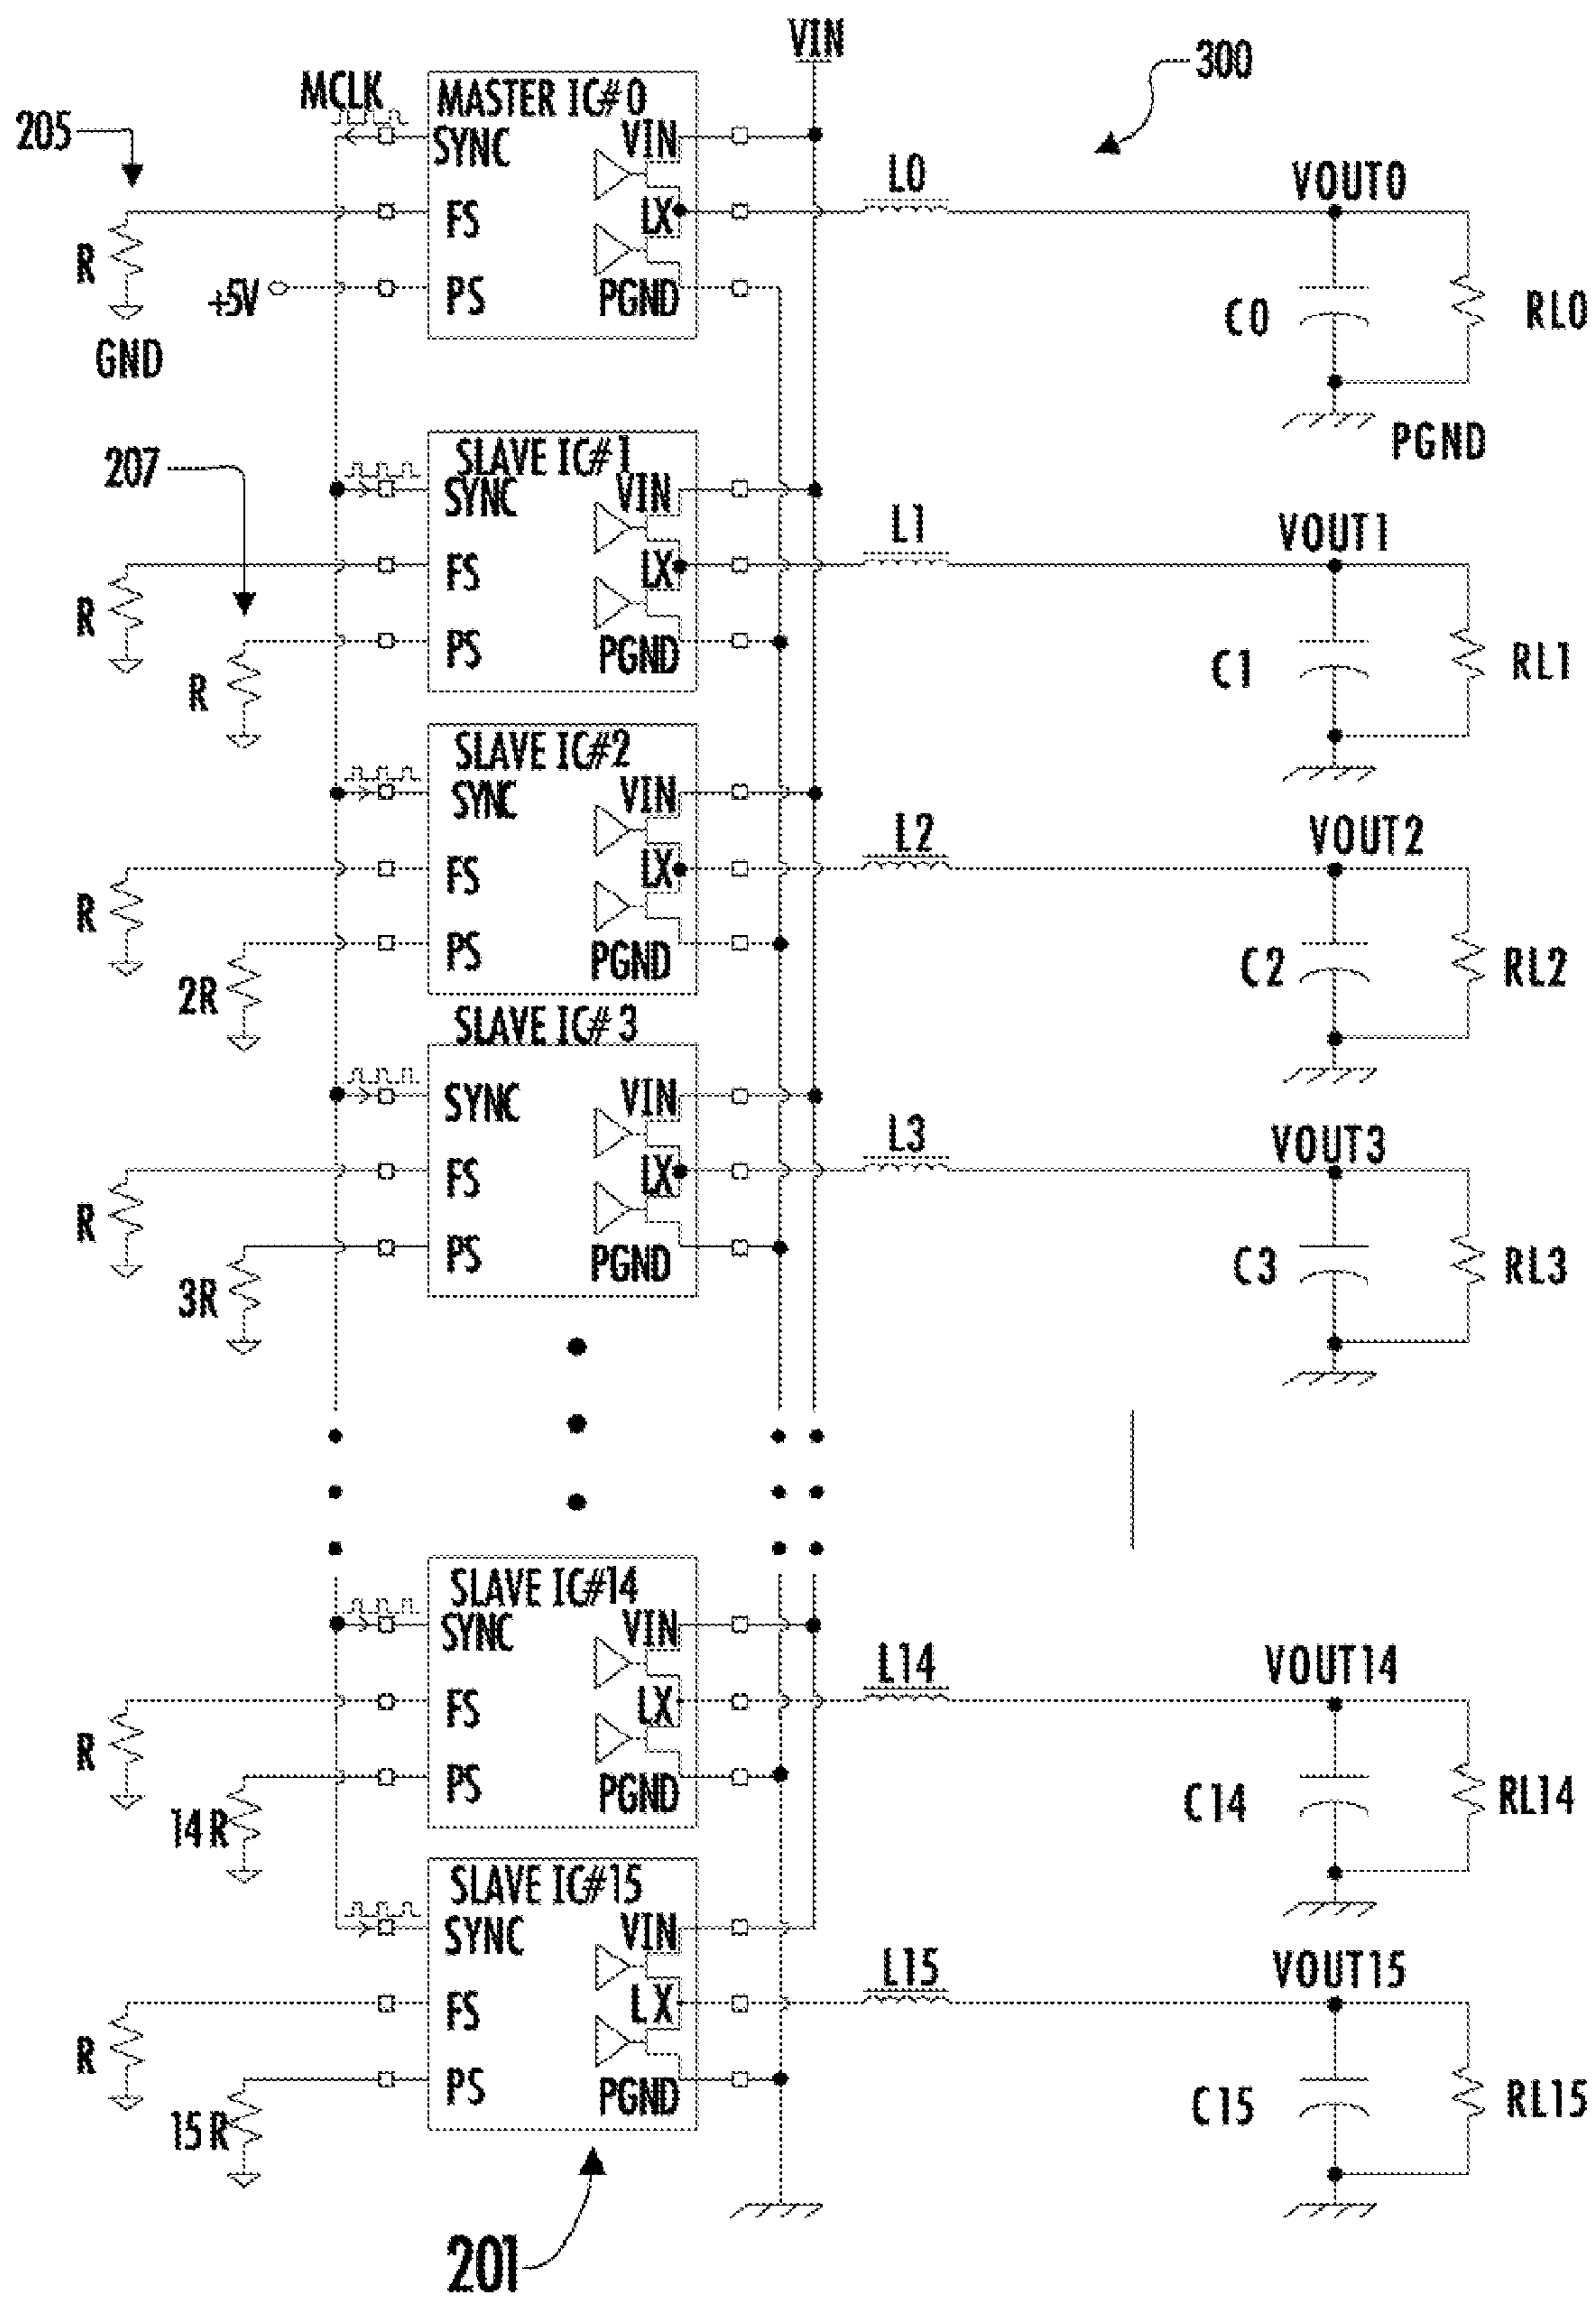 VIN
300
MCLK
MASTER IC#0
205
SYNC
VIN
L0
VOUT0
FS
LX
R
+5V
PS
PGND
C0
RL0
GND
PGND
SLAVE IC#1
207
SYNC
VIN
L1
VOUT1
FS
LX
R
PS
PGND
C1
RL1
R
SLAVE IC#2
SYNC
VIN
L2
VOUT2
FS
LX
R
PS
PGND
C2
RL2
2R
SLAVE IC#3
SYNC
VIN
L3
VOUT3
FS
LX
R
PS
PGND
C3
RL3
3R
SLAVE IC#14
SYNC
VIN
L14
VOUT14
FS
LX
R
PS
PGND
C14
RL14
14R
SLAVE IC#15
SYNC
VIN
L15
VOUT15
FS
LX
R
PS
PGND
C15
RL15
15R
201